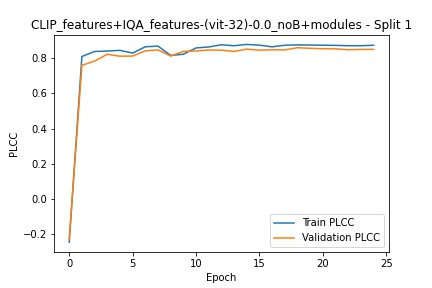 CLIP_features+IQA_features-(vit-32)-0.0_noB+modules - Split 1
PLCC
0.8
0.6
0.4
0.2
0.0
−0.2
Train PLCC
Validation PLCC
0 5 10 15 20 25
Epoch